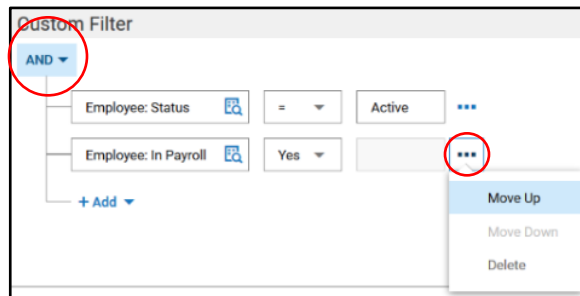 Custom Filter
AND
Employee: Status = Active
Employee: In Payroll Yes
+ Add
Move Up
Move Down
Delete